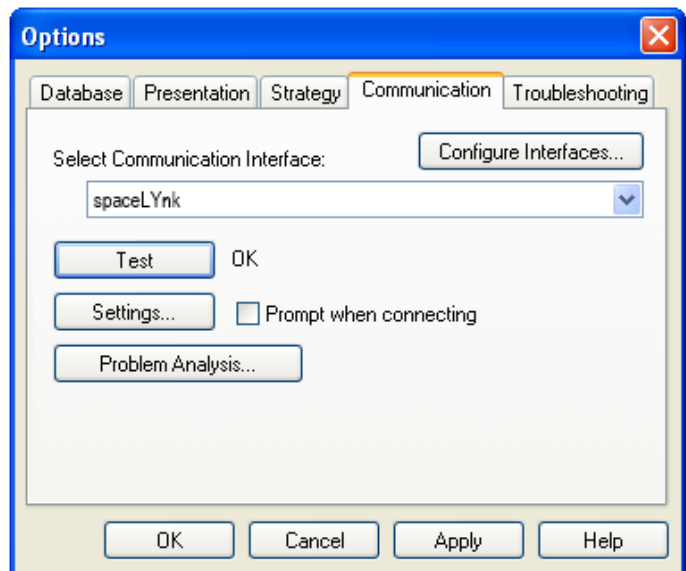 Options
Database Presentation Strategy Communication Troubleshooting
Select Communication Interface: Configure Interfaces...
spaceLYnk
Test OK
Settings... Prompt when connecting
Problem Analysis...
OK Cancel Apply Help